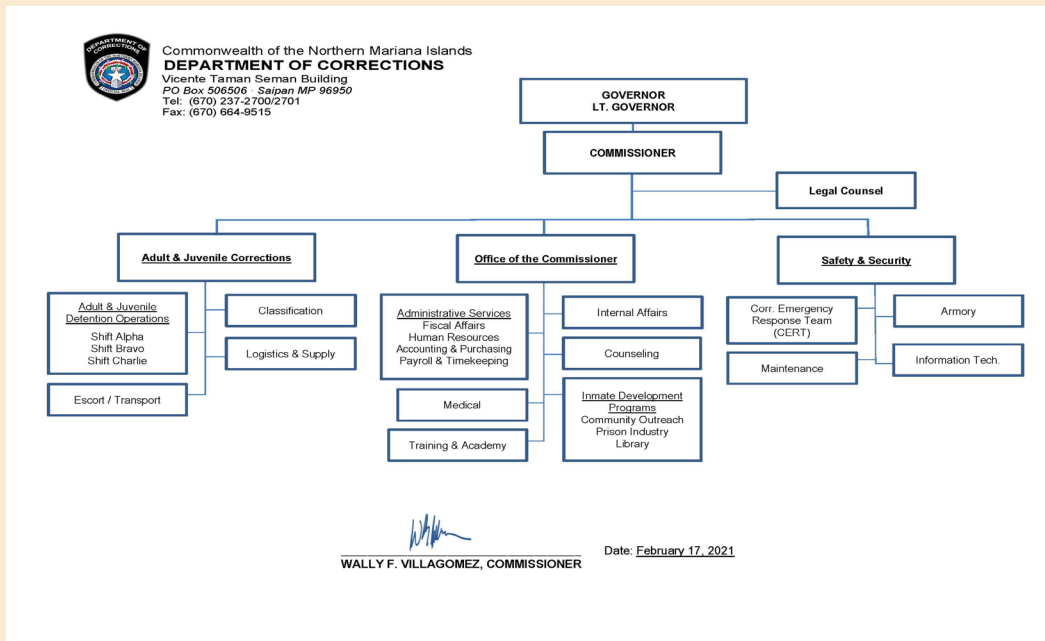 DEPARTMENT OF
CORRECTIONS
Commonwealth of the Northern Mariana Islands
DEPARTMENT OF CORRECTIONS
Vicente Taman Seman Building
PO Box 506506 · Saipan MP 96950
Tel: (670) 237-2700/2701
Fax: (670) 664-9515
GOVERNOR
LT. GOVERNOR
COMMISSIONER
Legal Counsel
Adult & Juvenile Corrections
Adult & Juvenile
Detention Operations
Shift Alpha
Shift Bravo
Shift Charlie
Escort / Transport
Classification
Logistics & Supply
Office of the Commissioner
Administrative Services
Fiscal Affairs
Human Resources
Accounting & Purchasing
Payroll & Timekeeping
Medical
Training & Academy
Internal Affairs
Counseling
Inmate Development
Programs
Community Outreach
Prison Industry
Library
Safety & Security
Corr. Emergency
Response Team
(CERT)
Maintenance
Armory
Information Tech.
WALLY F. VILLAGOMEZ, COMMISSIONER
Date: February 17, 2021